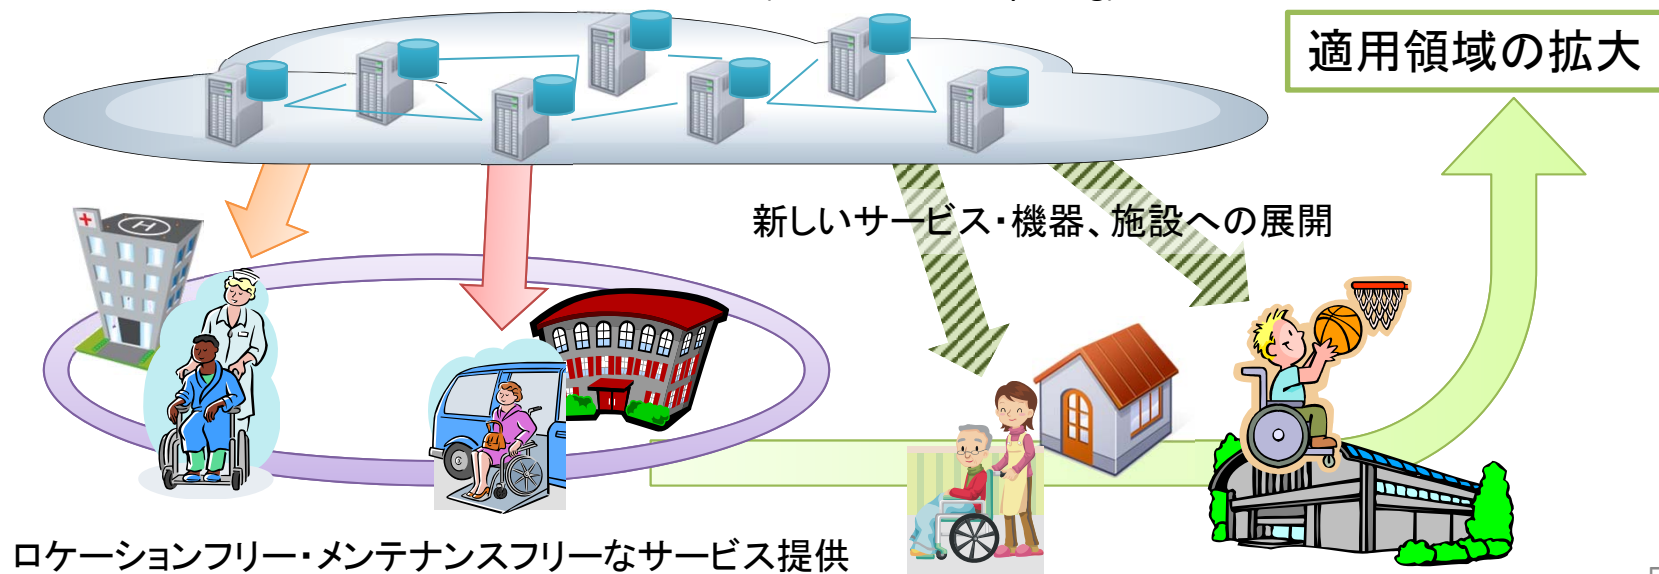 適用領域の拡大
新しいサービス・機器、施設への展開
ロケーションフリー・メンテナンスフリーなサービス提供